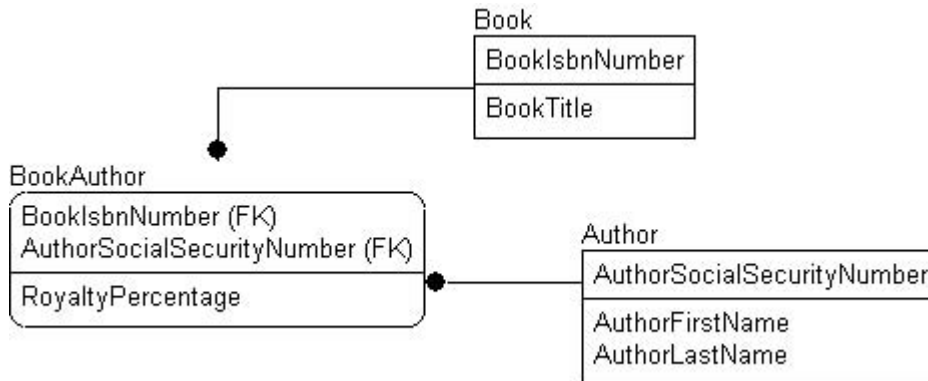 Book
BookIsbnNumber
BookTitle
BookAuthor
BookIsbnNumber (FK)
AuthorSocialSecurityNumber (FK)
RoyaltyPercentage
Author
AuthorSocialSecurityNumber
AuthorFirstName
AuthorLastName